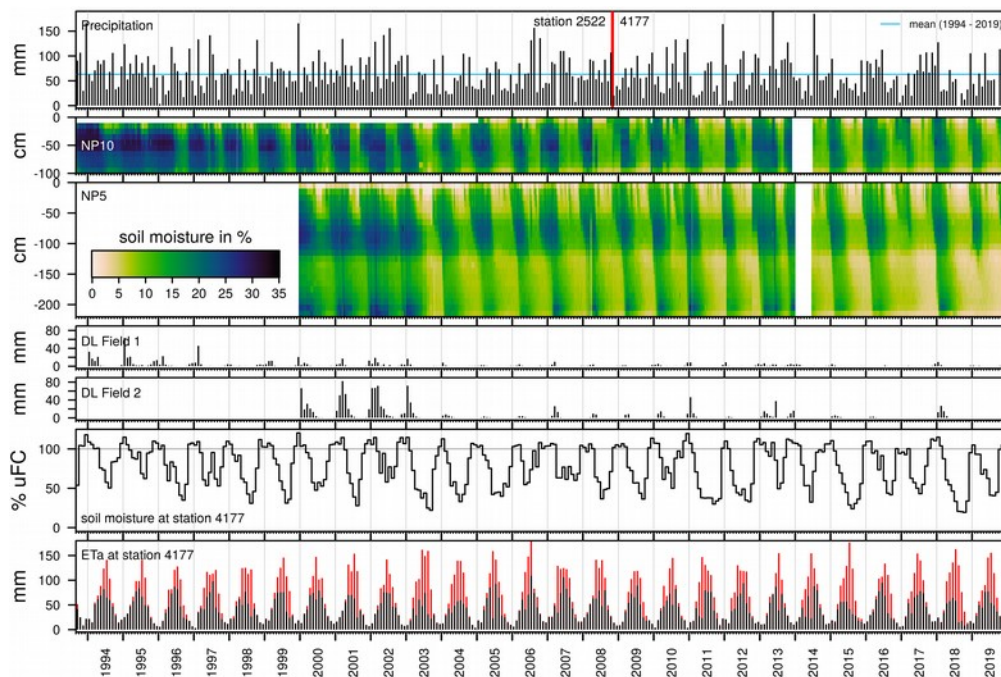 Precipitation
station 2522
4177
mean (1994 - 2019)
mm
150
100
50
0
cm
0
-50
-100
NP10
NP5
cm
0
-50
-100
-150
-200
soil moisture in %
0 5 10 15 20 25 30 35
mm
80
40
0
DL Field 1
mm
80
40
0
DL Field 2
% uFC
100
50
0
soil moisture at station 4177
mm
150
100
50
0
ETa at station 4177
1994 1995 1996 1997 1998 1999 2000 2001 2002 2003 2004 2005 2006 2007 2008 2009 2010 2011 2012 2013 2014 2015 2016 2017 2018 2019